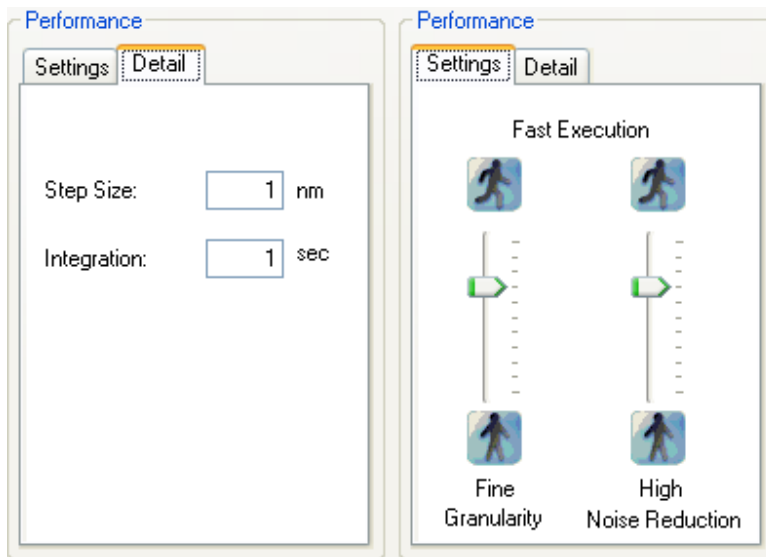 Performance
Settings Detail
Step Size: 1 nm
Integration: 1 sec
Performance
Settings Detail
Fast Execution
Fine Granularity
High Noise Reduction